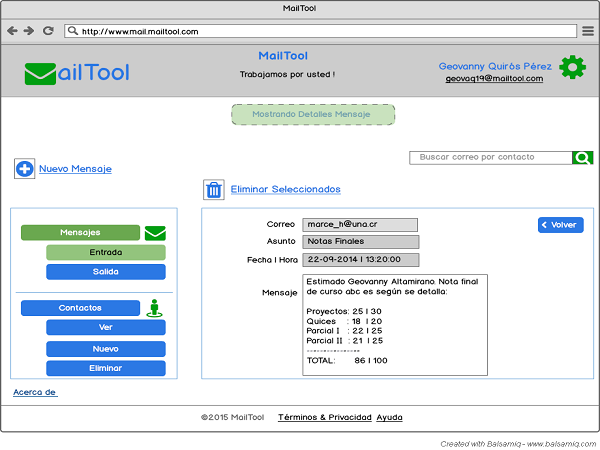 MailTool
http://www.mail.mailtool.com
ailTool
MailTool
Trabajamos por usted !
Geovanny Quirós Pérez
geovaq19@mailtool.com
Mostrando Detalles Mensaje
Buscar correo por contacto
Nuevo Mensaje
Eliminar Seleccionados
Mensajes
Entrada
Salida
Contactos
Ver
Nuevo
Eliminar
Correo marce_h@una.cr
Volver
Asunto Notas Finales
Fecha | Hora 22-09-2014 | 13:20:00
Mensaje
Estimado Geovanny Altamirano. Nota final
de curso abc es según se detalla:
Proyectos: 25 | 30
Quices : 18 | 20
Parcial I : 22 | 25
Parcial II : 21 | 25
---------------
TOTAL: 86 | 100
Acerca de
©2015 MailTool Términos & Privacidad Ayuda
Created with Balsamiq - www.balsamiq.com